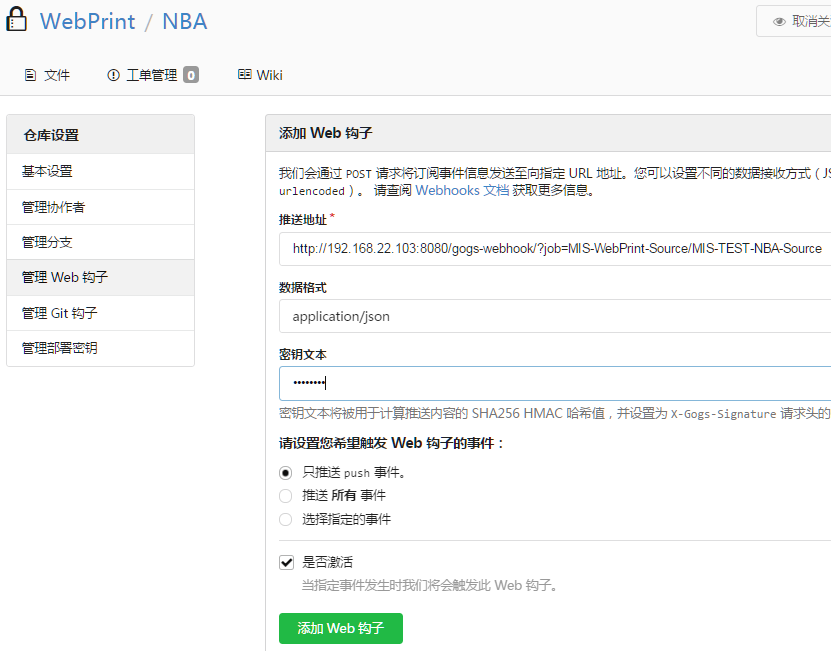 WebPrint / NBA
取消关
文件
工单管理 0
Wiki
仓库设置
基本设置
管理协作者
管理分支
管理 Web 钩子
管理 Git 钩子
管理部署密钥
添加 Web 钩子
我们会通过 POST 请求将订阅事件信息发送至向指定 URL 地址。您可以设置不同的数据接收方式（JS
urlencoded）。请查阅 Webhooks 文档 获取更多信息。
推送地址*
http://192.168.22.103:8080/gogs-webhook/?job=MIS-WebPrint-Source/MIS-TEST-NBA-Source
数据格式
application/json
密钥文本
••••••••
密钥文本将被用于计算推送内容的 SHA256 HMAC 哈希值，并设置为 X-Gogs-Signature 请求头的
请设置您希望触发 Web 钩子的事件：
只推送 push 事件。
推送 所有 事件
选择指定的事件
是否激活
当指定事件发生时我们将会触发此 Web 钩子。
添加 Web 钩子